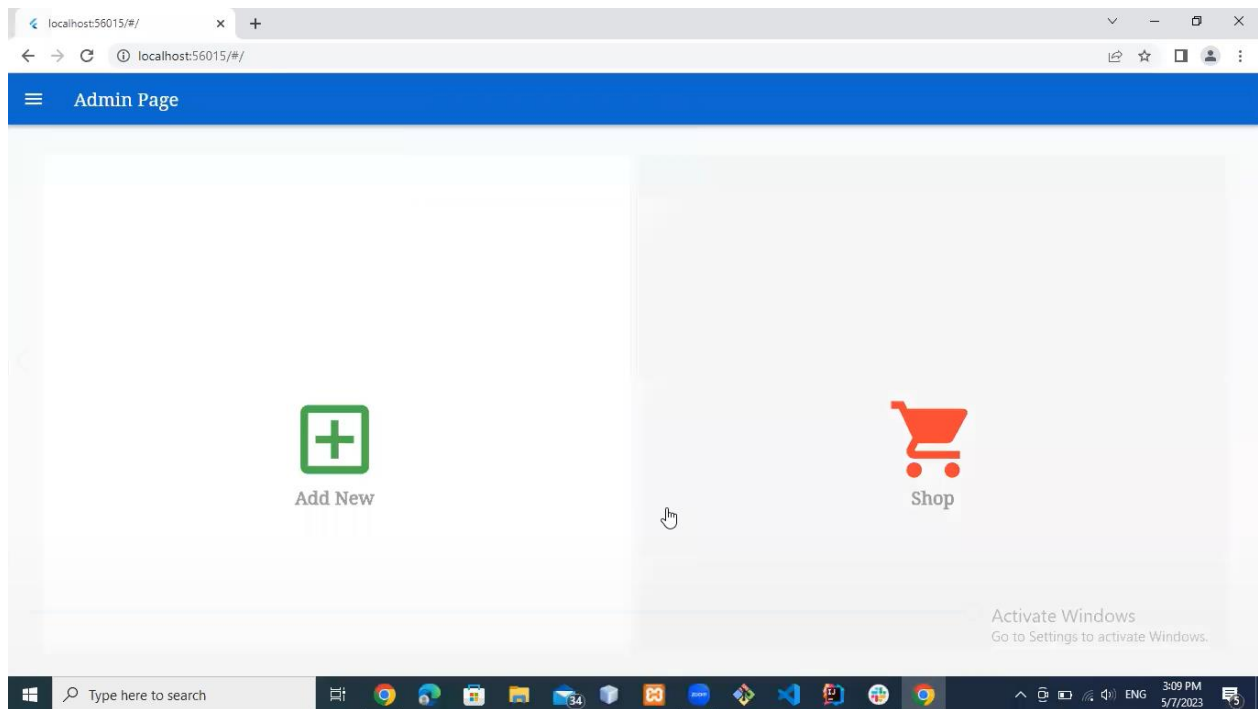 localhost:56015/#/
localhost:56015/#/
Admin Page
Add New
Shop
Activate Windows
Go to Settings to activate Windows.
Type here to search
34
zoom
ENG
3:09 PM
5/7/2023
5